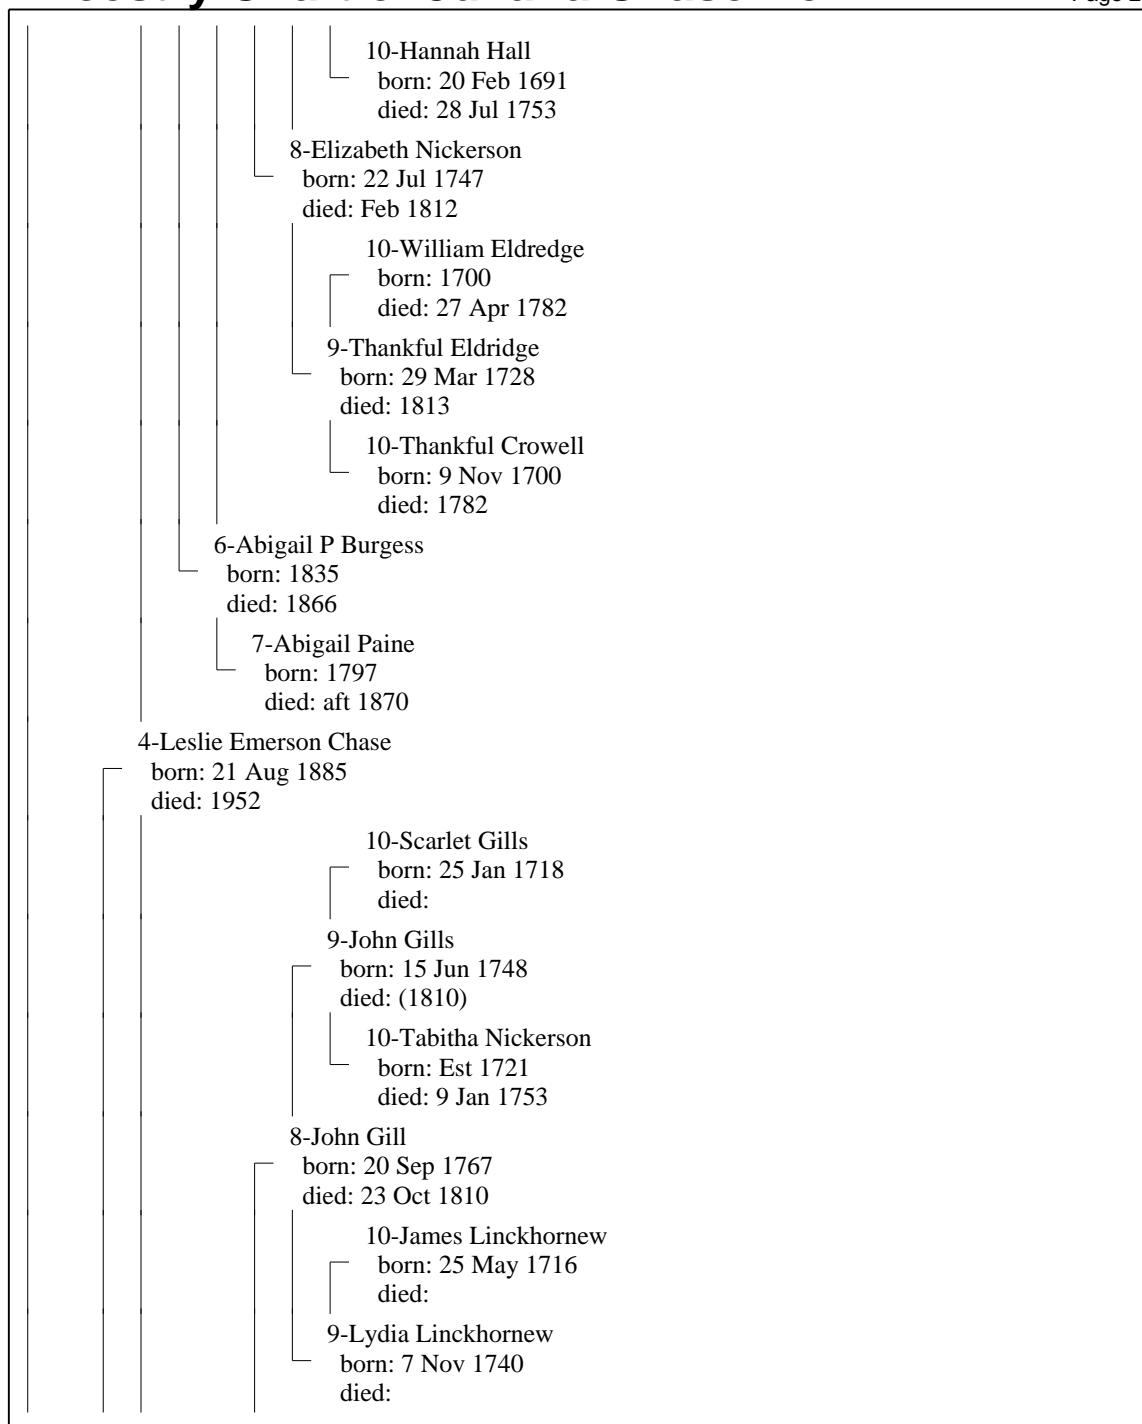 Page 2
10-Hannah Hall
born: 20 Feb 1691
died: 28 Jul 1753
8-Elizabeth Nickerson
born: 22 Jul 1747
died: Feb 1812
10-William Eldredge
born: 1700
died: 27 Apr 1782
9-Thankful Eldridge
born: 29 Mar 1728
died: 1813
10-Thankful Crowell
born: 9 Nov 1700
died: 1782
6-Abigail P Burgess
born: 1835
died: 1866
7-Abigail Paine
born: 1797
died: aft 1870
4-Leslie Emerson Chase
born: 21 Aug 1885
died: 1952
10-Scarlet Gills
born: 25 Jan 1718
died:
9-John Gills
born: 15 Jun 1748
died: (1810)
10-Tabitha Nickerson
born: Est 1721
died: 9 Jan 1753
8-John Gill
born: 20 Sep 1767
died: 23 Oct 1810
10-James Linckhornew
born: 25 May 1716
died:
9-Lydia Linckhornew
born: 7 Nov 1740
died: